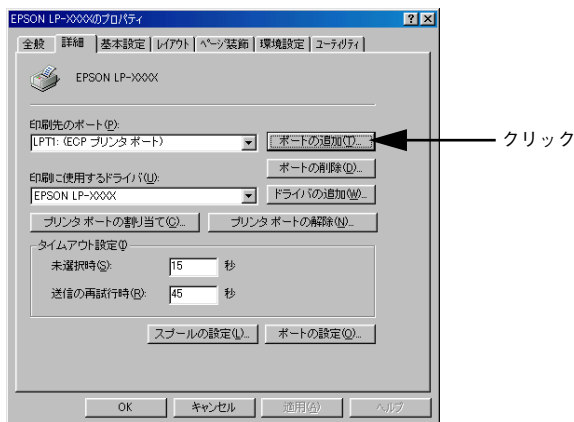 EPSON LP-XXXXのプロパティ
全般 詳細 基本設定 レイアウト ページ装飾 環境設定 ユーティリティ
EPSON LP-XXXX
印刷先のポート(P):
LPT1: (ECP プリンタ ポート)
ポートの追加(T)...
クリック
ポートの削除(D)...
印刷に使用するドライバ(U):
EPSON LP-XXXX
ドライバの追加(W)...
プリンタ ポートの割り当て(C)...
プリンタ ポートの解除(N)...
タイムアウト設定
未選択時(S): 15 秒
送信の再試行時(R): 45 秒
スプールの設定(L)...
ポートの設定(O)...
OK キャンセル 適用(A) ヘルプ